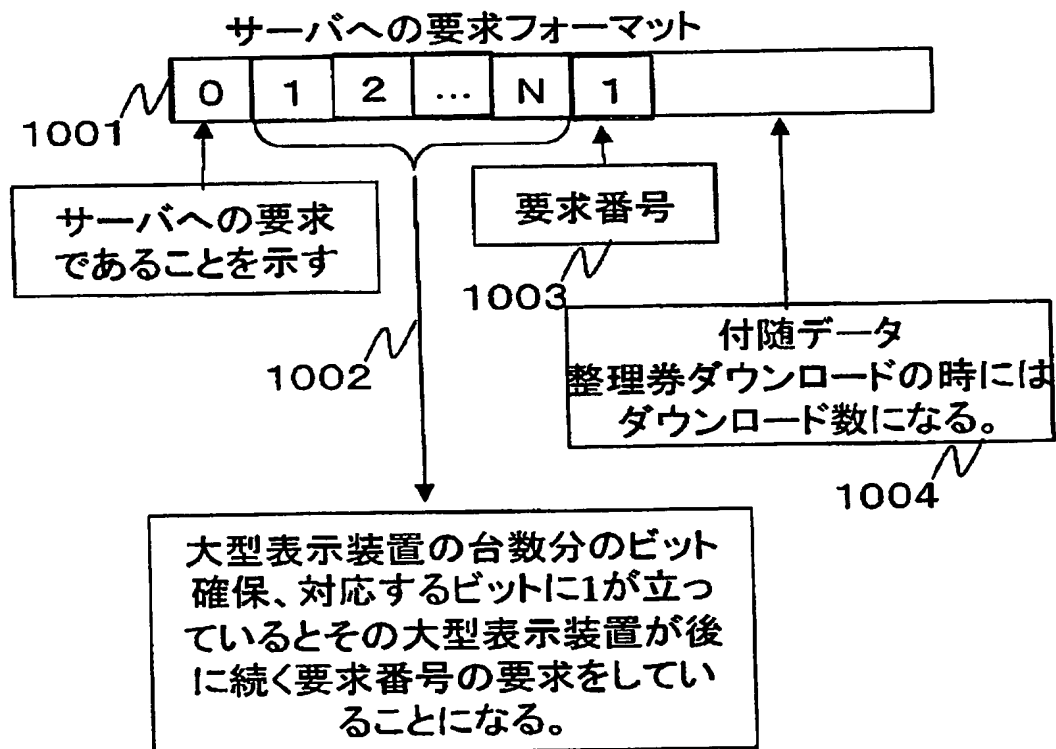 サーバへの要求フォーマット
0 1 2 ... N 1
1001
サーバへの要求
であることを示す
要求番号
1003
1002
付随データ
整理券ダウンロードの時には
ダウンロード数になる。
1004
大型表示装置の台数分のビット
確保、対応するビットに1が立っ
ているとその大型表示装置が後
に続く要求番号の要求をしてい
ることになる。